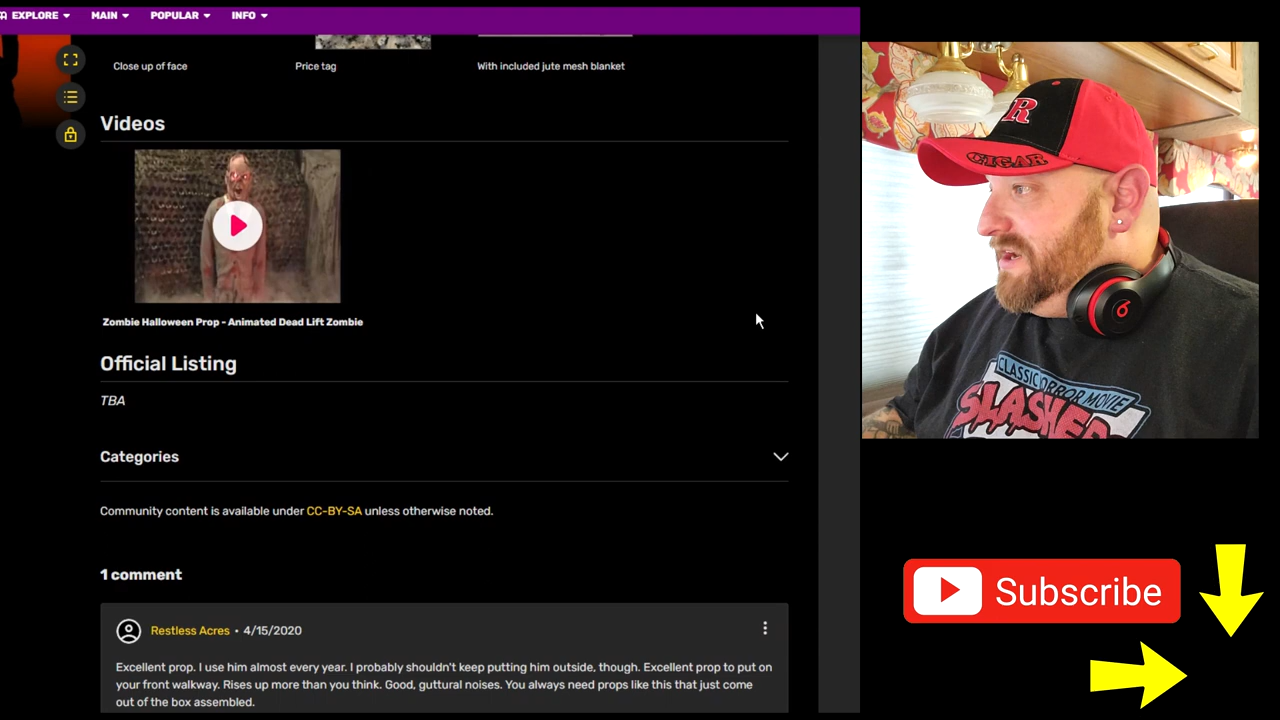 EXPLORE MAIN POPULAR INFO
Close up of face
Price tag
With included jute mesh blanket
Videos
Zombie Halloween Prop - Animated Dead Lift Zombie
Official Listing
TBA
Categories
Community content is available under CC-BY-SA unless otherwise noted.
1 comment
Restless Acres • 4/15/2020
Excellent prop. I use him almost every year. I probably shouldn't keep putting him outside, though. Excellent prop to put on
your front walkway. Rises up more than you think. Good, guttural noises. You always need props like this that just come
out of the box assembled.
R
CIGAR
CLASSIC HORROR MOVIE
Subscribe